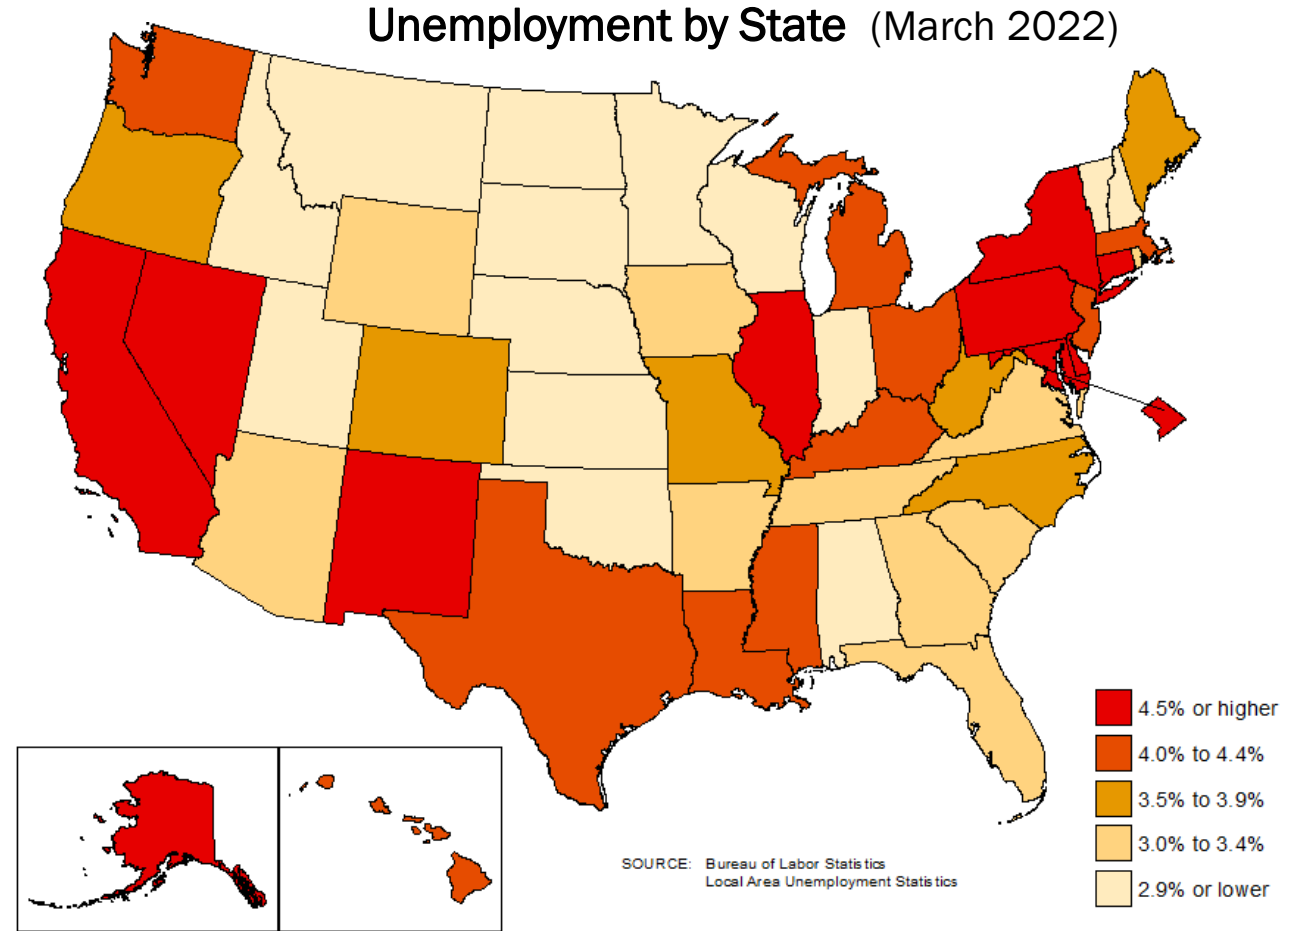 Unemployment by State (March 2022)
4.5% or higher
4.0% to 4.4%
3.5% to 3.9%
3.0% to 3.4%
2.9% or lower
SOURCE: Bureau of Labor Statistics
Local Area Unemployment Statistics